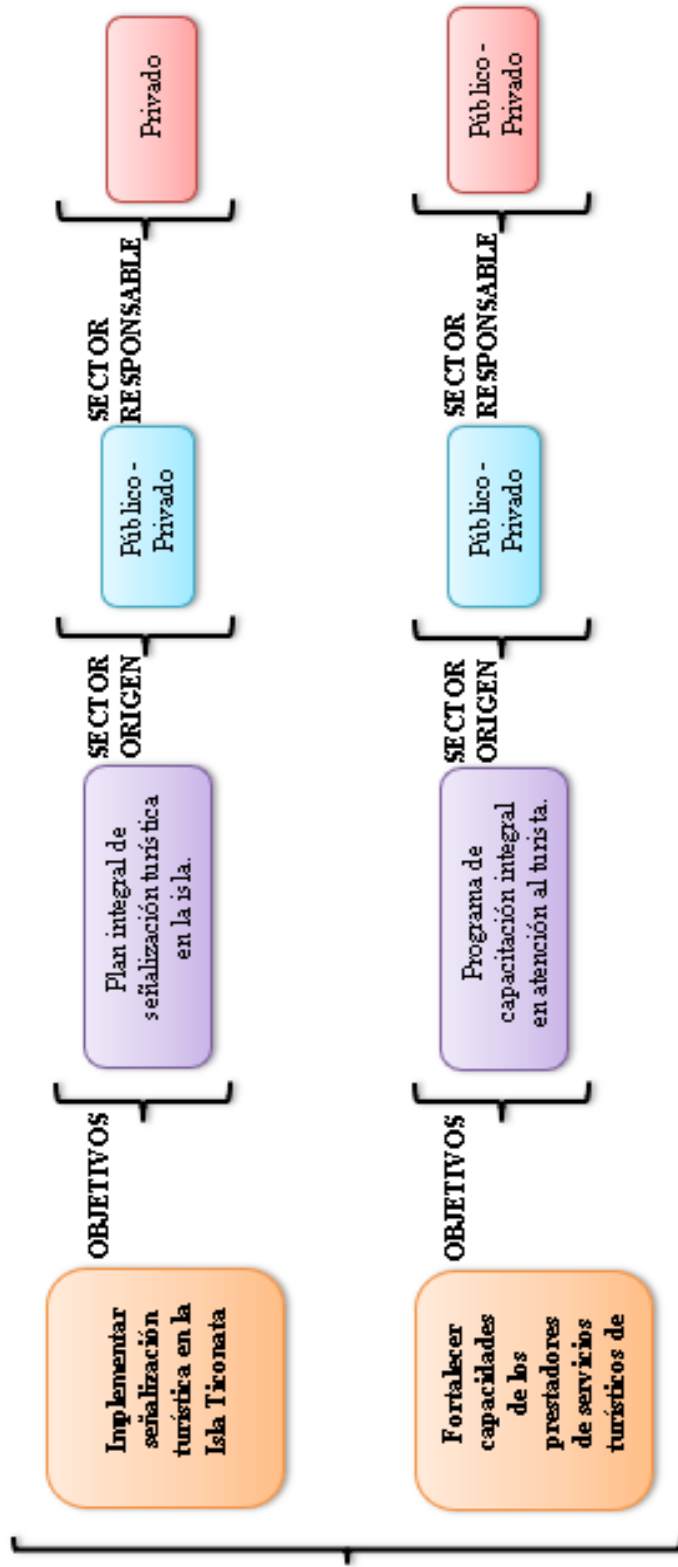 Implementar
señalización
turística en la
Isla Ticonata
OBJETIVOS
Plan integral de
señalización turística
en la isla.
SECTOR
ORIGEN
Público -
Privado
SECTOR
RESPONSABLE
Privado
Fortalecer
capacidades
de los
prestadores
de servicios
turísticos de
OBJETIVOS
Programa de
capacitación integral
en atención al turista.
SECTOR
ORIGEN
Público -
Privado
SECTOR
RESPONSABLE
Público -
Privado